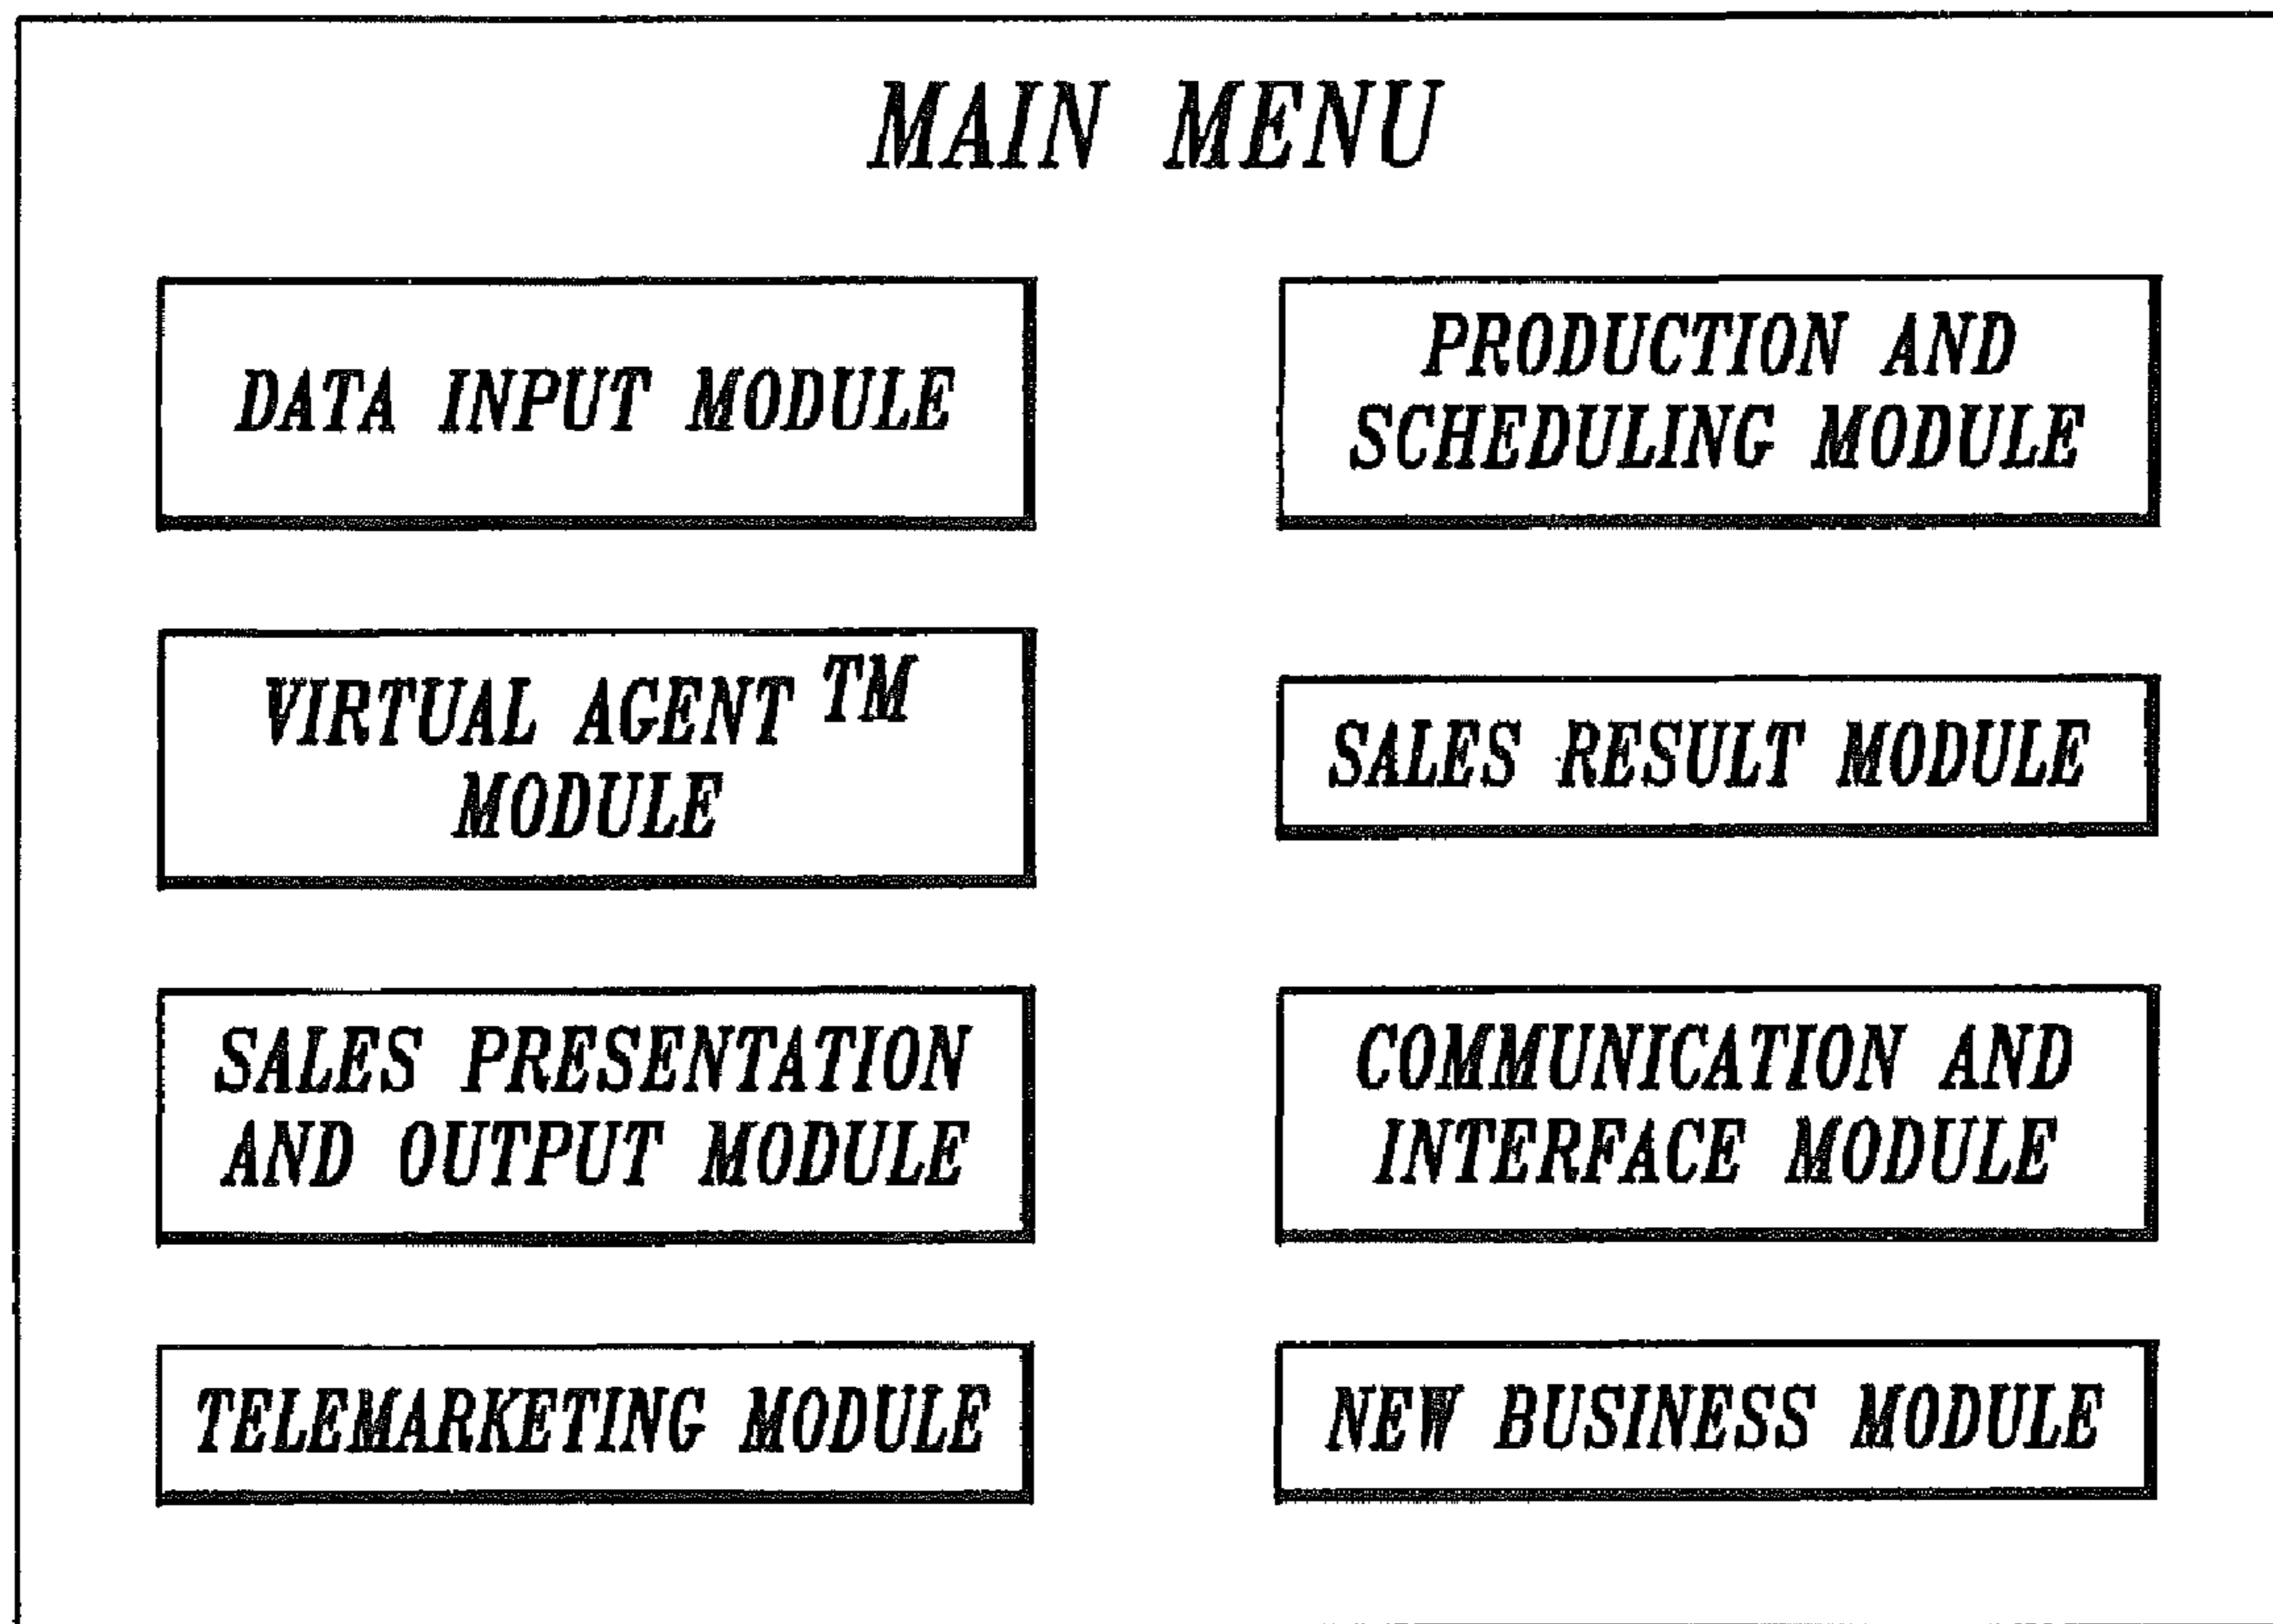 MAIN MENU
DATA INPUT MODULE
PRODUCTION AND
SCHEDULING MODULE
VIRTUAL AGENT TM
MODULE
SALES RESULT MODULE
SALES PRESENTATION
AND OUTPUT MODULE
COMMUNICATION AND
INTERFACE MODULE
TELEMARKETING MODULE
NEW BUSINESS MODULE